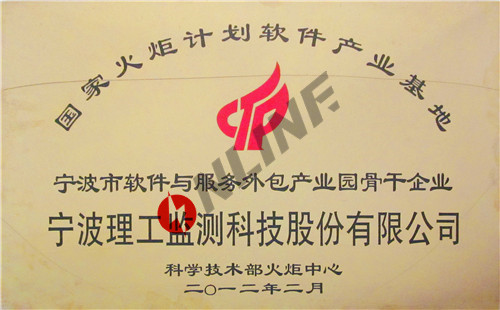 国家火炬计划软件产业基地
宁波市软件与服务外包产业园骨干企业
宁波理工监测科技股份有限公司
科学技术部火炬中心
二〇一二年二月
ONLINE